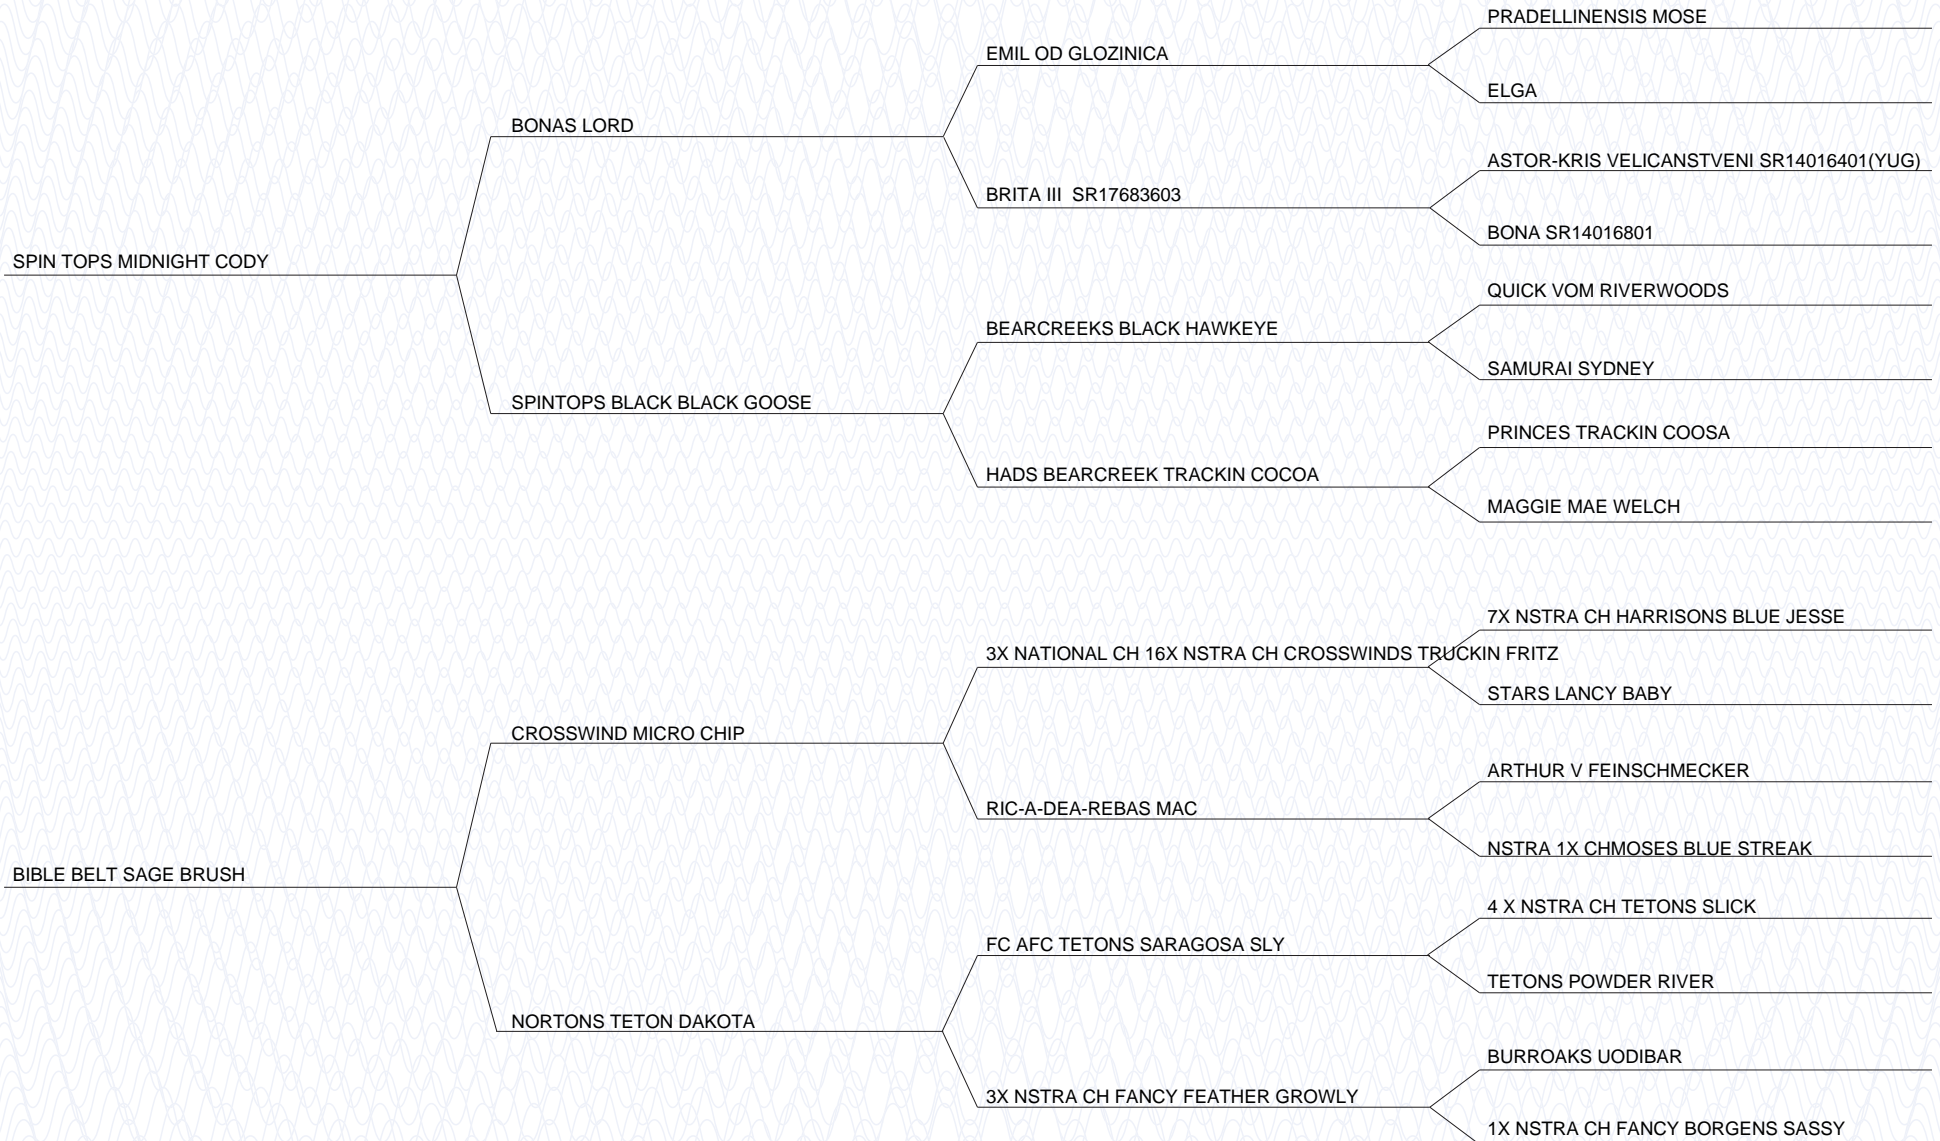 PRADELLINENSIS MOSE
EMIL OD GLOZINICA
ELGA
BONAS LORD
ASTOR-KRIS VELICANSTVENI SR14016401(YUG)
BRITA III  SR17683603
BONA SR14016801
SPIN TOPS MIDNIGHT CODY
QUICK VOM RIVERWOODS
BEARCREEKS BLACK HAWKEYE
SAMURAI SYDNEY
SPINTOPS BLACK BLACK GOOSE
PRINCES TRACKIN COOSA
HADS BEARCREEK TRACKIN COCOA
MAGGIE MAE WELCH
7X NSTRA CH HARRISONS BLUE JESSE
3X NATIONAL CH 16X NSTRA CH CROSSWINDS TRUCKIN FRITZ
STARS LANCY BABY
CROSSWIND MICRO CHIP
ARTHUR V FEINSCHMECKER
RIC-A-DEA-REBAS MAC
NSTRA 1X CHMOSES BLUE STREAK
BIBLE BELT SAGE BRUSH
4 X NSTRA CH TETONS SLICK
FC AFC TETONS SARAGOSA SLY
TETONS POWDER RIVER
NORTONS TETON DAKOTA
BURROAKS UODIBAR
3X NSTRA CH FANCY FEATHER GROWLY
1X NSTRA CH FANCY BORGENS SASSY